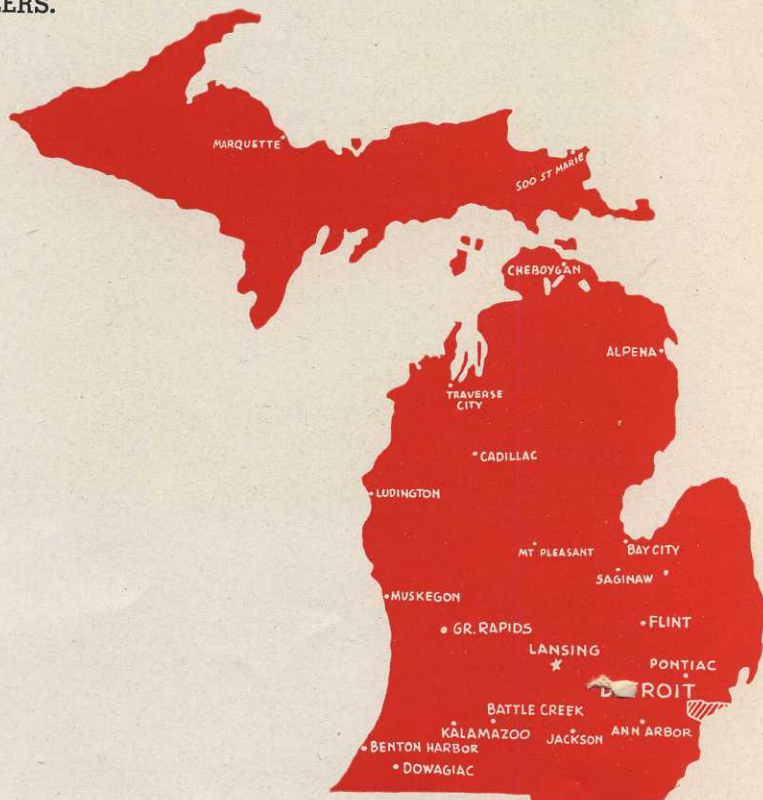 ERS.
MARQUETTE
SOO ST MARIE
CHEBOYGAN
ALPENA
TRAVERSE
CITY
CADILLAC
LUDINGTON
MT PLEASANT
BAY CITY
SAGINAW
MUSKEGON
GR. RAPIDS
FLINT
LANSING
PONTIAC
D ROIT
BATTLE CREEK
KALAMAZOO
JACKSON
ANN ARBOR
BENTON HARBOR
DOWAGIAC